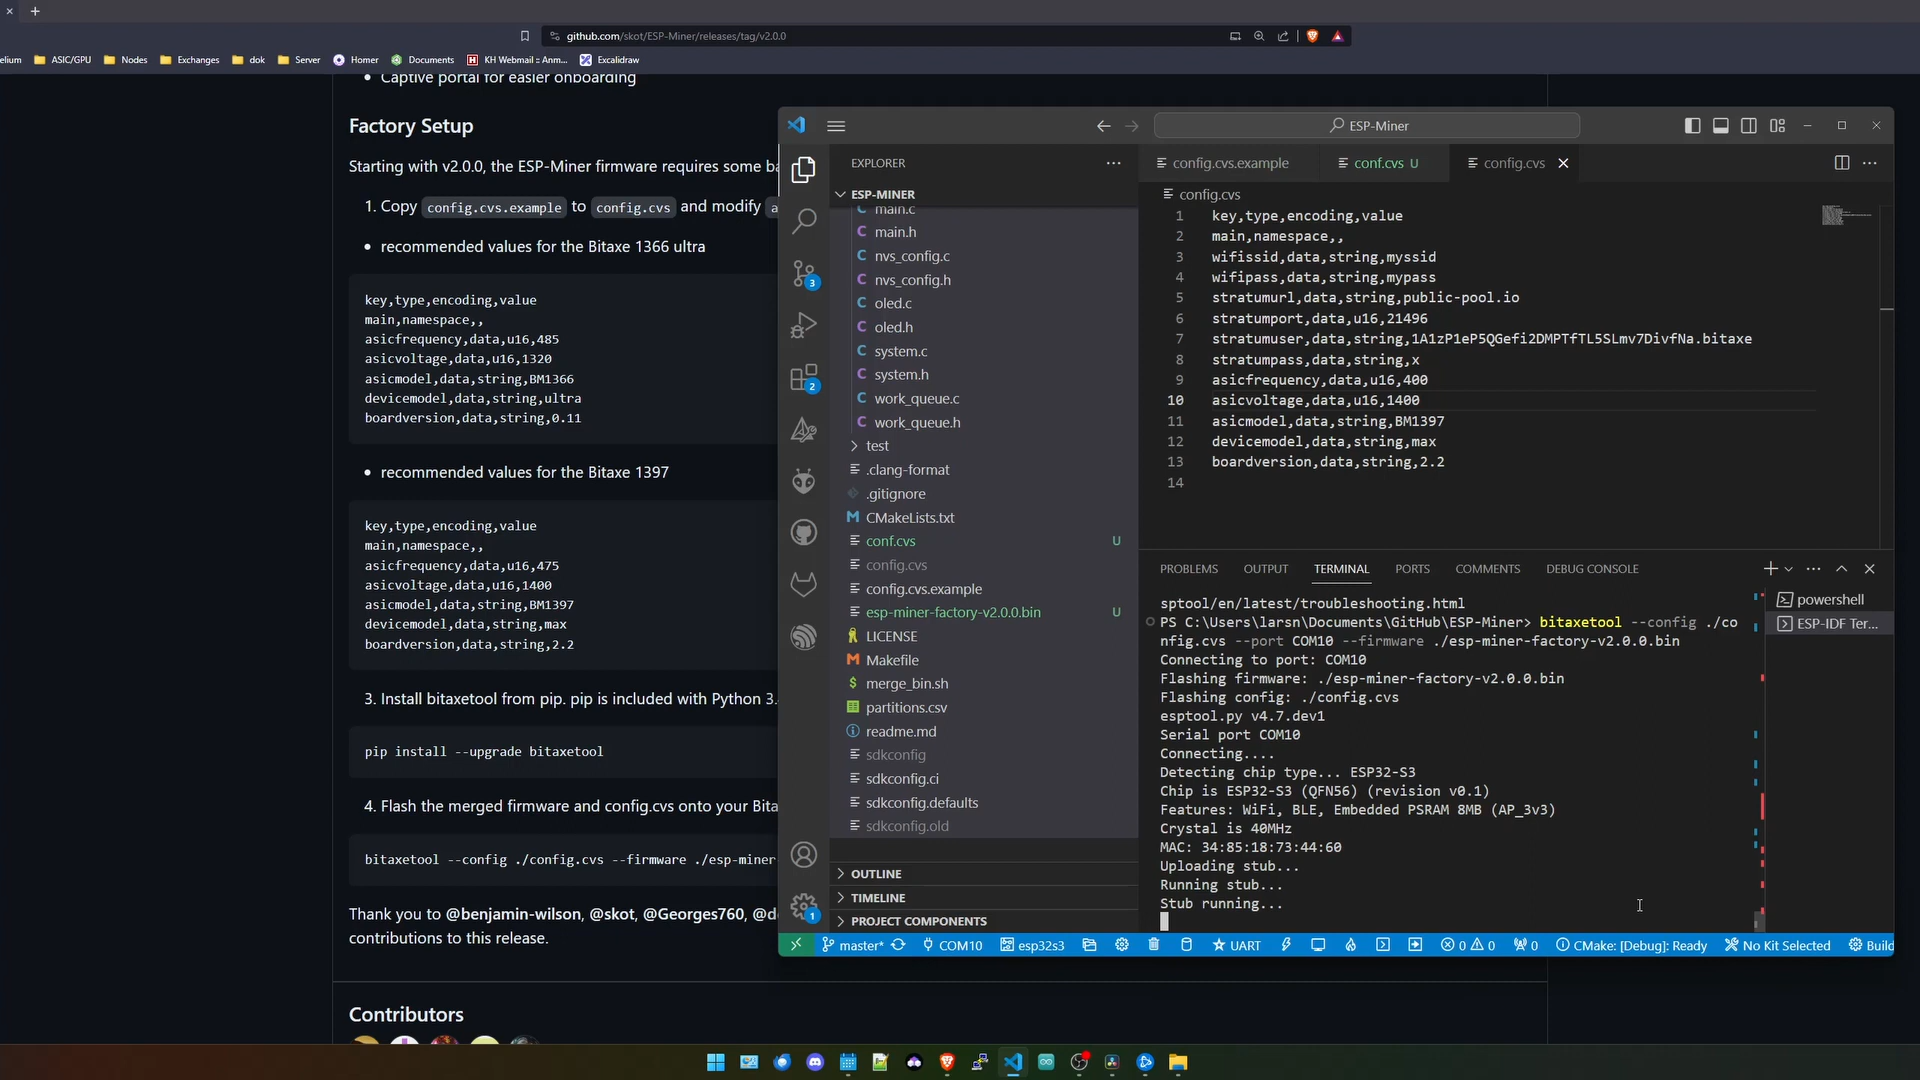 github.com/skot/ESP-Miner/releases/tag/v2.0.0
elium
ASIC/GPU
Nodes
Exchanges
dok
Server
Homer
Documents
KH Webmail :: Anm...
Excalidraw
Captive portal for easier onboarding
Factory Setup
Starting with v2.0.0, the ESP-Miner firmware requires some ba
1. Copy config.cvs.example to config.cvs and modify a
recommended values for the Bitaxe 1366 ultra
key,type,encoding,value
main,namespace,,
asicfrequency,data,u16,485
asicvoltage,data,u16,1320
asicmodel,data,string,BM1366
devicemodel,data,string,ultra
boardversion,data,string,0.11
recommended values for the Bitaxe 1397
key,type,encoding,value
main,namespace,,
asicfrequency,data,u16,475
asicvoltage,data,u16,1400
asicmodel,data,string,BM1397
devicemodel,data,string,max
boardversion,data,string,2.2
3. Install bitaxetool from pip. pip is included with Python 3.
pip install --upgrade bitaxetool
4. Flash the merged firmware and config.cvs onto your Bita
bitaxetool --config ./config.cvs --firmware ./esp-miner
Thank you to @benjamin-wilson, @skot, @Georges760, @d
contributions to this release.
Contributors
ESP-Miner
EXPLORER
ESP-MINER
main.c
main.h
nvs_config.c
nvs_config.h
oled.c
oled.h
system.c
system.h
work_queue.c
work_queue.h
test
.clang-format
.gitignore
CMakeLists.txt
conf.cvs U
config.cvs
config.cvs.example
esp-miner-factory-v2.0.0.bin U
LICENSE
Makefile
merge_bin.sh
partitions.csv
readme.md
sdkconfig
sdkconfig.ci
sdkconfig.defaults
sdkconfig.old
OUTLINE
TIMELINE
PROJECT COMPONENTS
3
2
1
config.cvs.example
conf.cvs U
config.cvs
config.cvs
1 key,type,encoding,value
2 main,namespace,,
3 wifissid,data,string,myssid
4 wifipass,data,string,mypass
5 stratumurl,data,string,public-pool.io
6 stratumport,data,u16,21496
7 stratumuser,data,string,1A1zP1eP5QGefi2DMPTfTL5SLmv7DivfNa.bitaxe
8 stratumpass,data,string,x
9 asicfrequency,data,u16,400
10 asicvoltage,data,u16,1400
11 asicmodel,data,string,BM1397
12 devicemodel,data,string,max
13 boardversion,data,string,2.2
14
PROBLEMS OUTPUT TERMINAL PORTS COMMENTS DEBUG CONSOLE
powershell
ESP-IDF Ter...
sptool/en/latest/troubleshooting.html
PS C:\Users\larsn\Documents\GitHub\ESP-Miner> bitaxetool --config ./co
nfig.cvs --port COM10 --firmware ./esp-miner-factory-v2.0.0.bin
Connecting to port: COM10
Flashing firmware: ./esp-miner-factory-v2.0.0.bin
Flashing config: ./config.cvs
esptool.py v4.7.dev1
Serial port COM10
Connecting....
Detecting chip type... ESP32-S3
Chip is ESP32-S3 (QFN56) (revision v0.1)
Features: WiFi, BLE, Embedded PSRAM 8MB (AP_3v3)
Crystal is 40MHz
MAC: 34:85:18:73:44:60
Uploading stub...
Running stub...
Stub running...
master* COM10 esp32s3 UART 0 0 0 CMake: [Debug]: Ready No Kit Selected Build